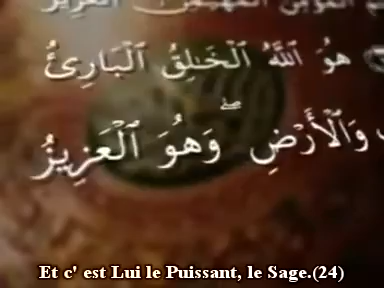 هُوَ ٱللَّهُ ٱلْخَٰلِقُ ٱلْبَارِئُ
وَٱلْأَرْضِ ۖ وَهُوَ ٱلْعَزِيزُ
Et c' est Lui le Puissant, le Sage.(24)